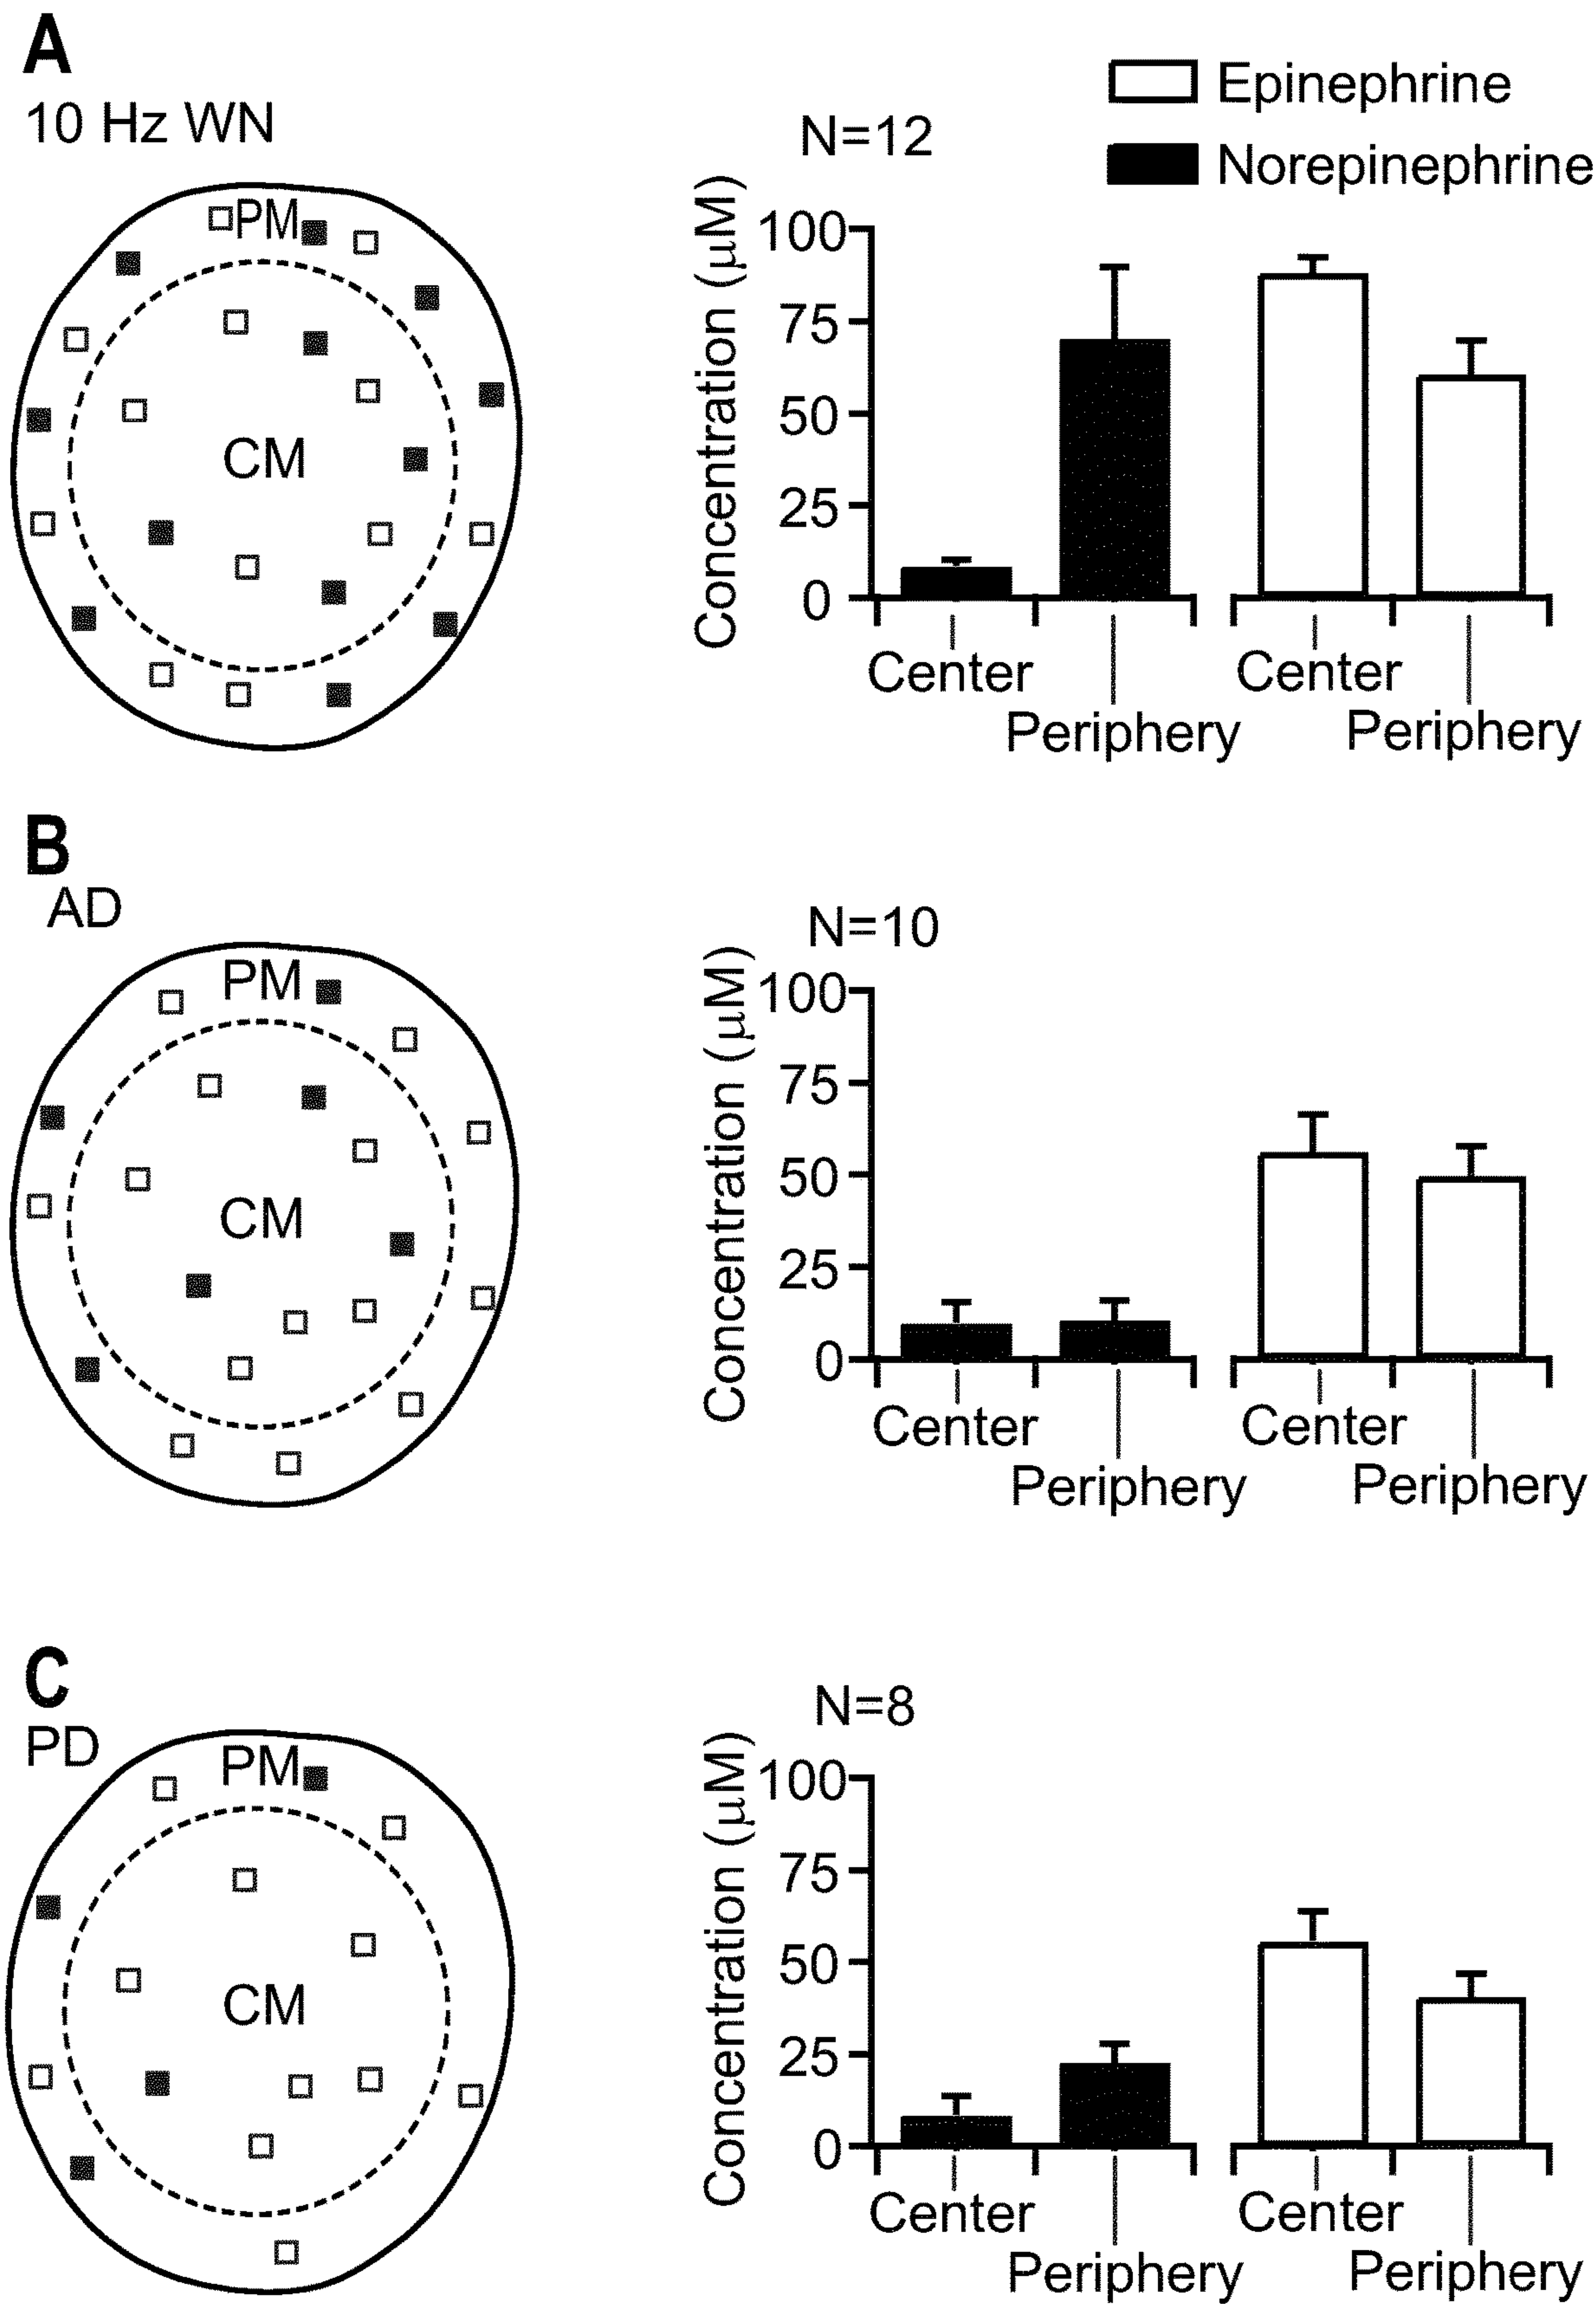 A
10 Hz WN
PM
CM
Epinephrine
Norepinephrine
N=12
Concentration (μM)
100
75
50
25
0
Center
Periphery
Center
Periphery
B
AD
PM
CM
N=10
Concentration (μM)
100
75
50
25
0
Center
Periphery
Center
Periphery
C
PD
PM
CM
N=8
Concentration (μM)
100
75
50
25
0
Center
Periphery
Center
Periphery